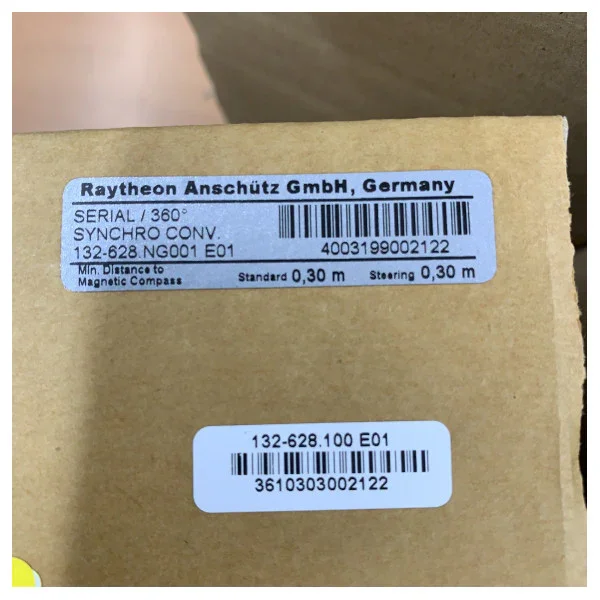 Raytheon Anschütz GmbH, Germany
SERIAL / 360°
SYNCHRO CONV.
132-628.NG001 E01
4003199002122
Min. Distance to
Magnetic Compass
Standard 0,30 m Steering 0,30 m
132-628.100 E01
3610303002122